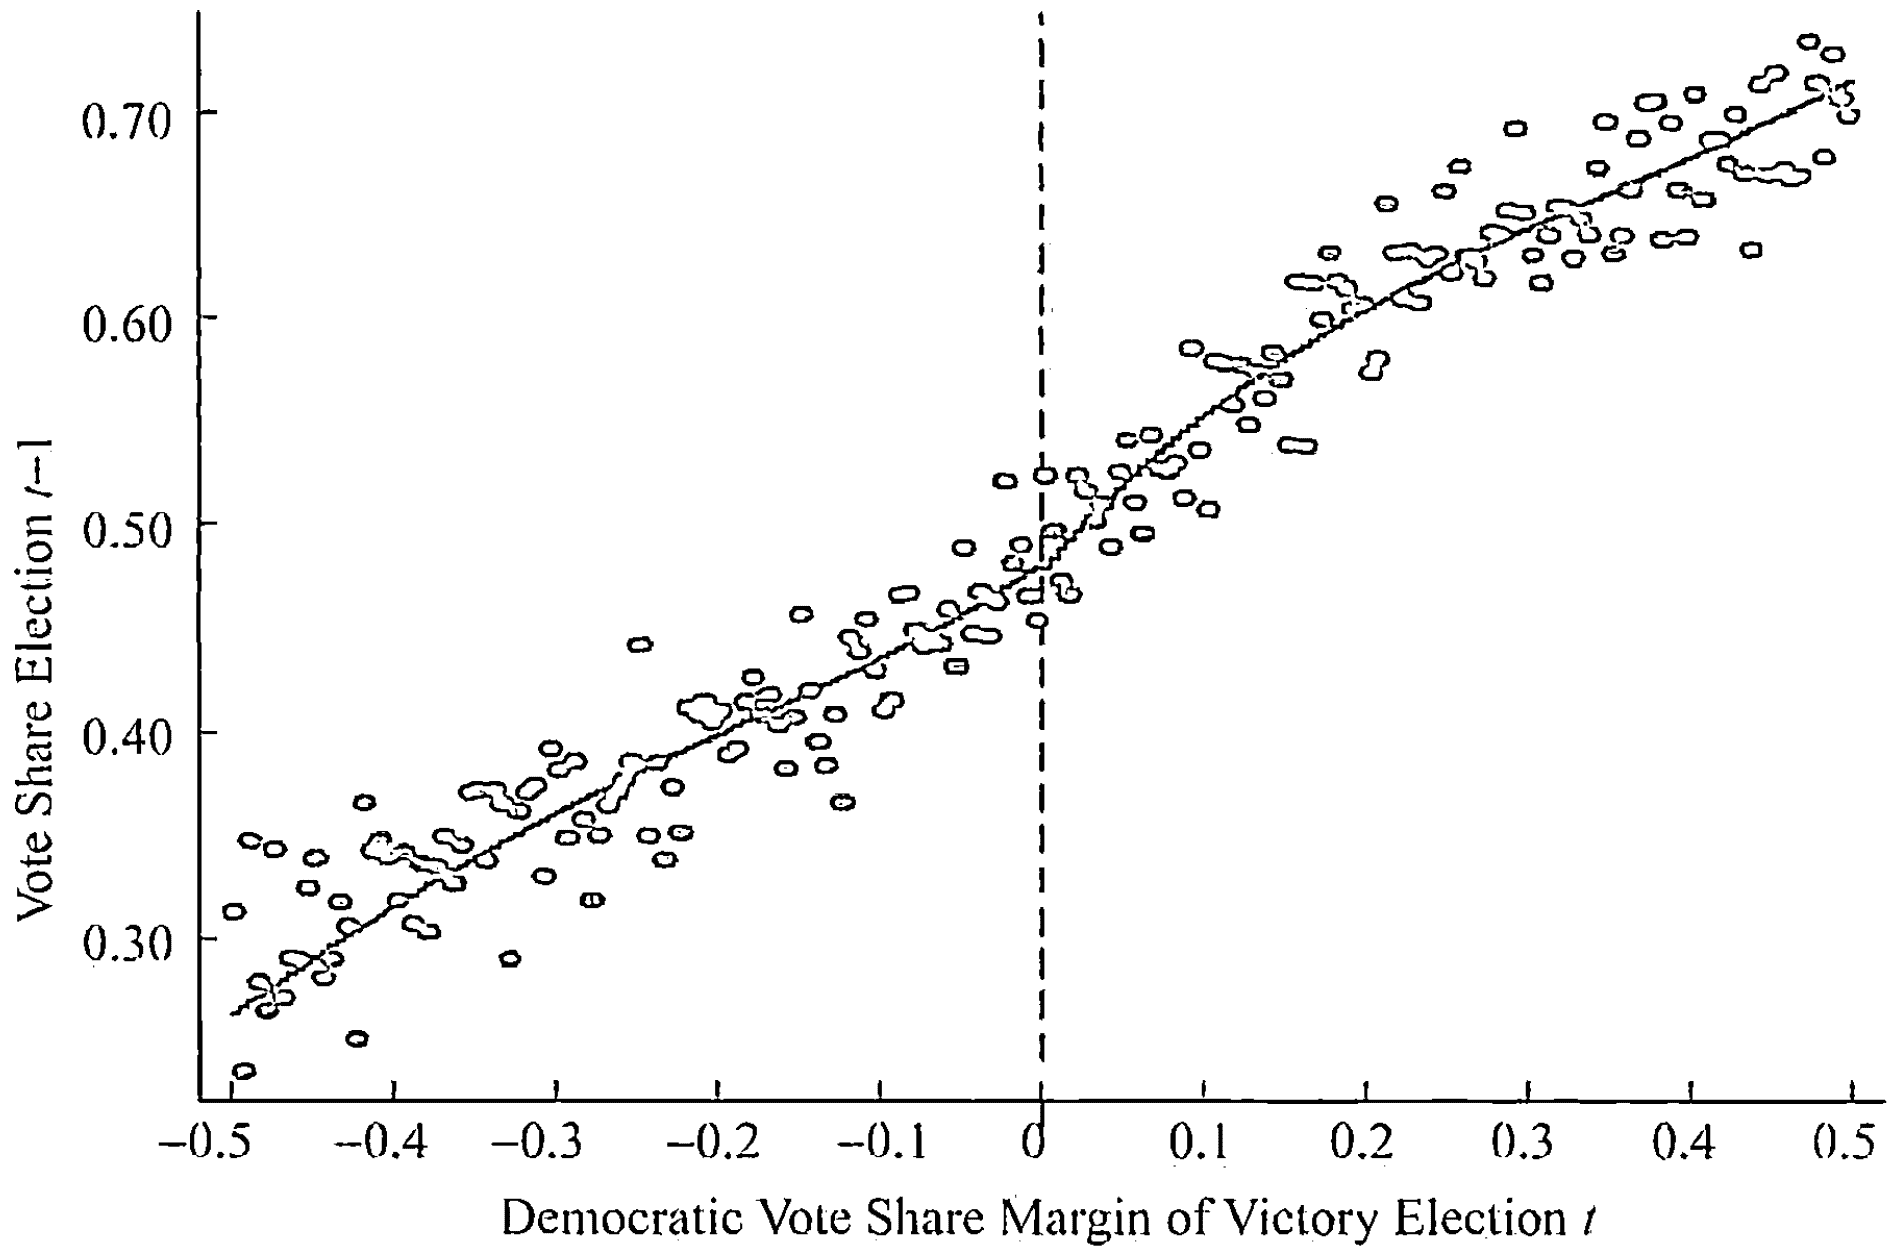 0.70
0.60
0.50
0.40
0.30
Vote Share Election t–1
–0.5 –0.4 –0.3 –0.2 –0.1 0 0.1 0.2 0.3 0.4 0.5
Democratic Vote Share Margin of Victory Election t